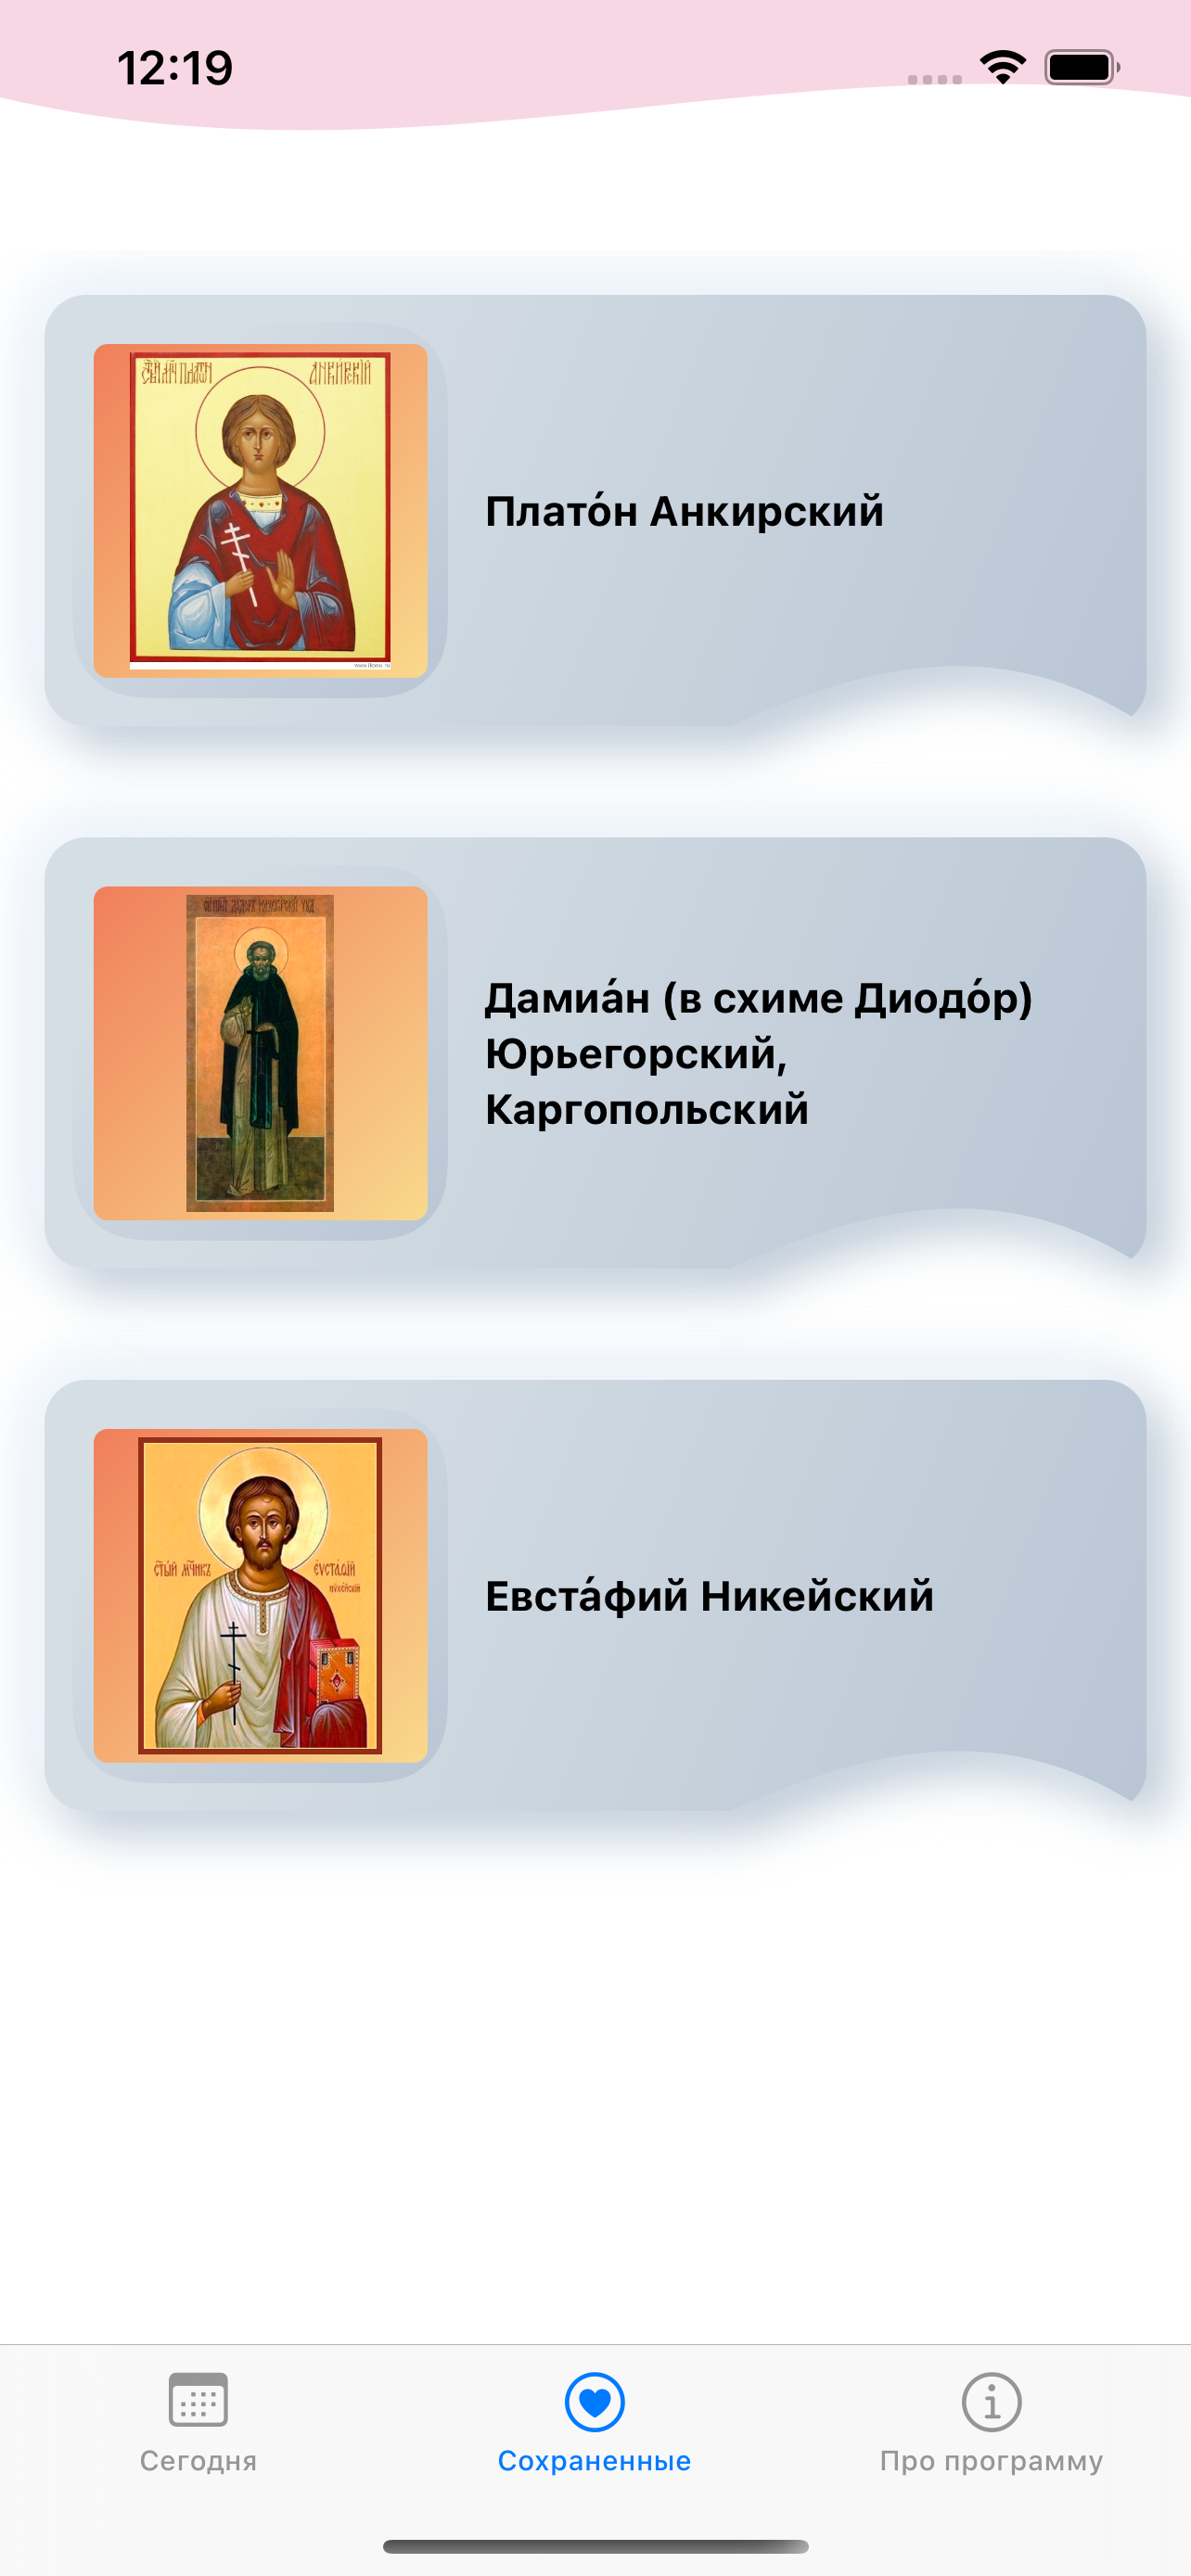 12:19
Плато́н Анкирский
Дамиа́н (в схиме Диодо́р)
Юрьегорский,
Каргопольский
Евста́фий Никейский
Сегодня
Сохраненные
Про программу